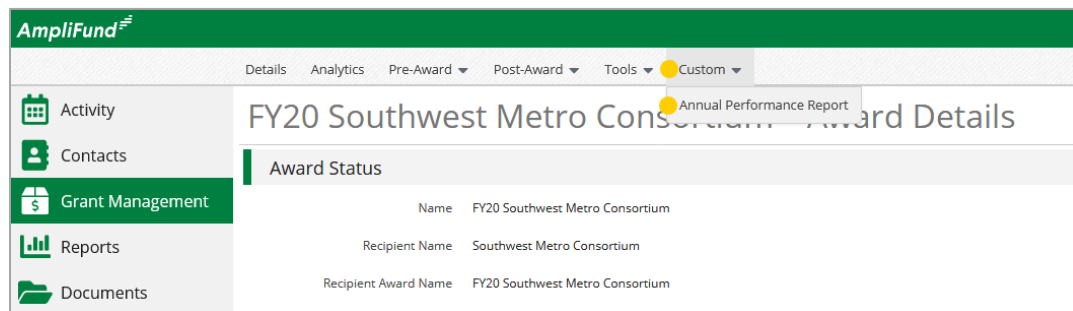 AmpliFund
Details Analytics Pre-Award Post-Award Tools Custom
Annual Performance Report
Activity
FY20 Southwest Metro Consortium - Award Details
Contacts
Award Status
Grant Management
Name FY20 Southwest Metro Consortium
Reports
Recipient Name Southwest Metro Consortium
Recipient Award Name FY20 Southwest Metro Consortium
Documents